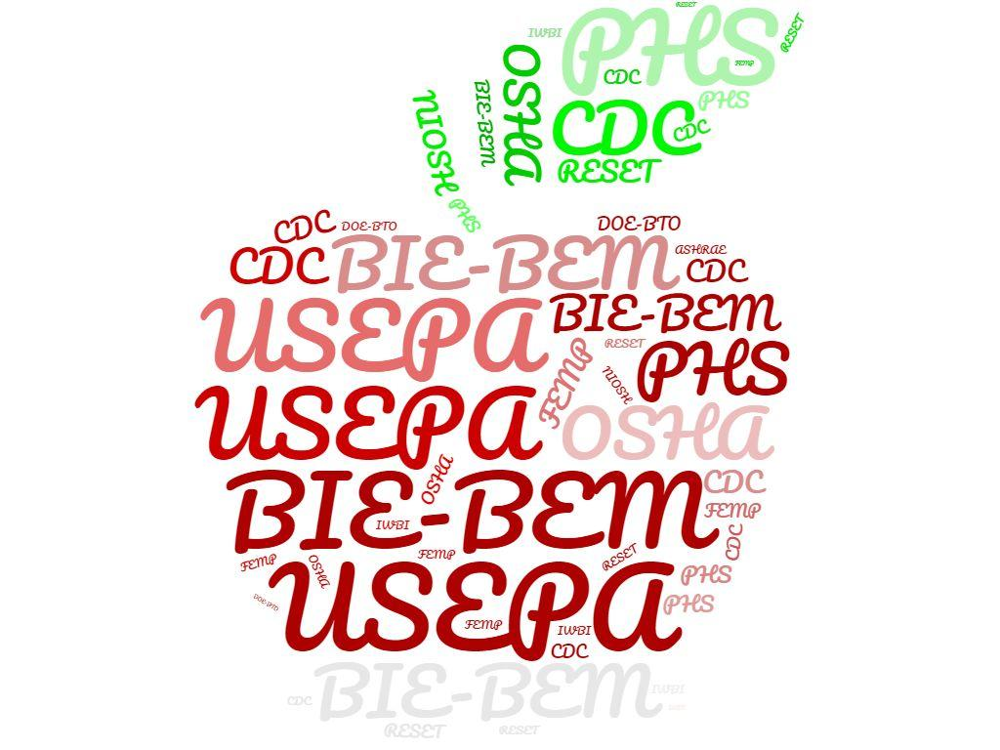 RESET
IWBI
PHS
RESET
OSHA
CDC
FEMP
BIE-BEM
PHS
NIOSH
CDC
CDC
RESET
PHS
CDC
DOE-BTO
DOE-BTO
CDC
BIE-BEM
ASHRAE
CDC
USEPA
BIE-BEM
FEMP
RESET
PHS
NIOSH
USEPA
OSHA
BIE-BEM
OSHA
CDC
IWBI
FEMP
CDC
FEMP
FEMP
OSHA
RESET
PHS
DOE-BTO
USEPA
PHS
FEMP
IWBI
CDC
BIE-BEM
CDC
IWBI
RESET
RESET